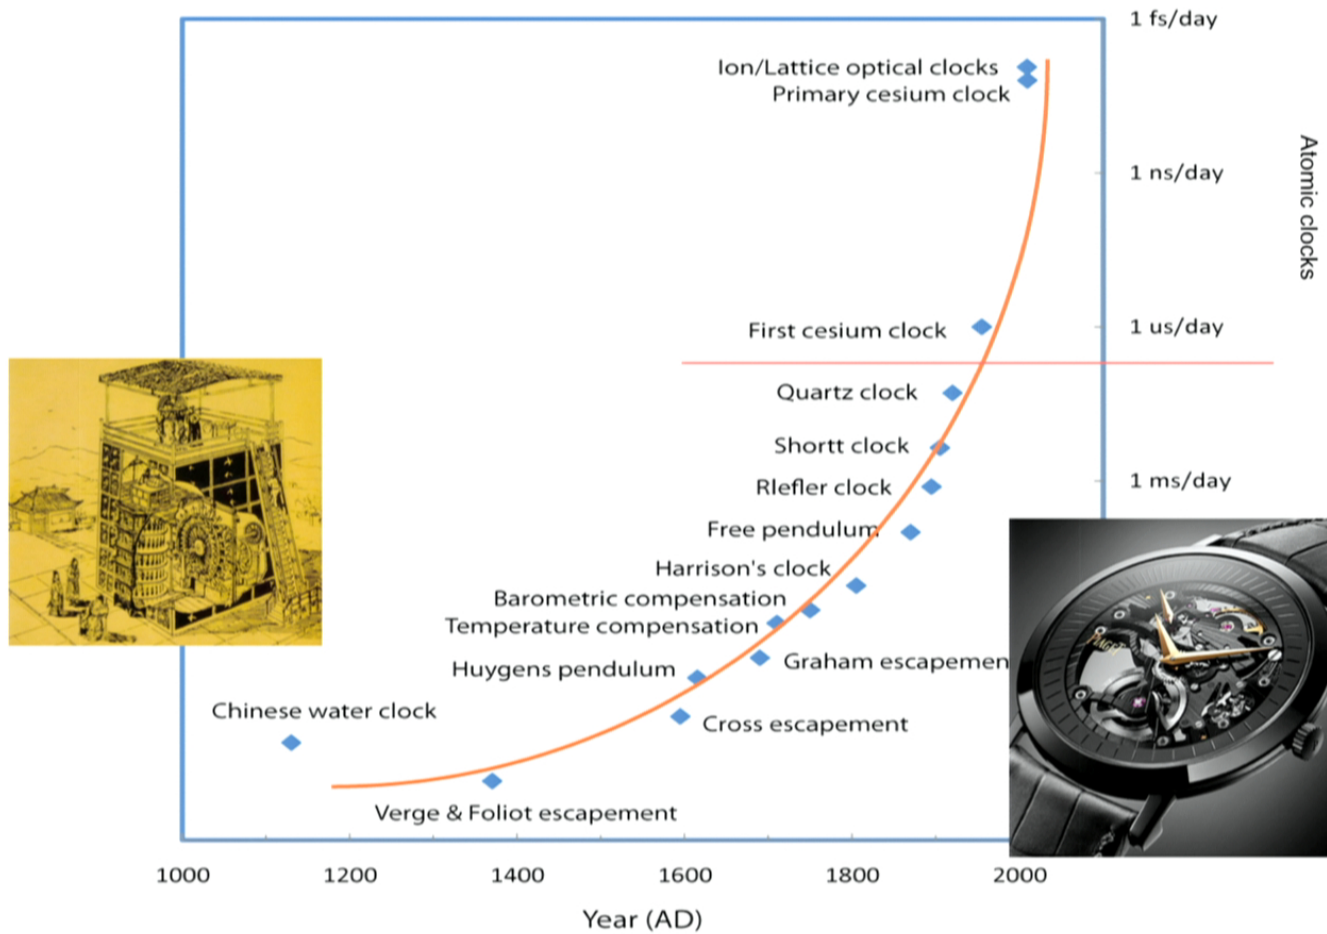 1 fs/day
Ion/Lattice optical clocks
Primary cesium clock
1 ns/day
Atomic clocks
First cesium clock
1 us/day
Quartz clock
Shortt clock
1 ms/day
Rlefler clock
Free pendulum
Harrison's clock
Barometric compensation
Temperature compensation
Graham escapemen
Huygens pendulum
PIAGET
Chinese water clock
Cross escapement
Verge & Foliot escapement
1000 1200 1400 1600 1800 2000
Year (AD)